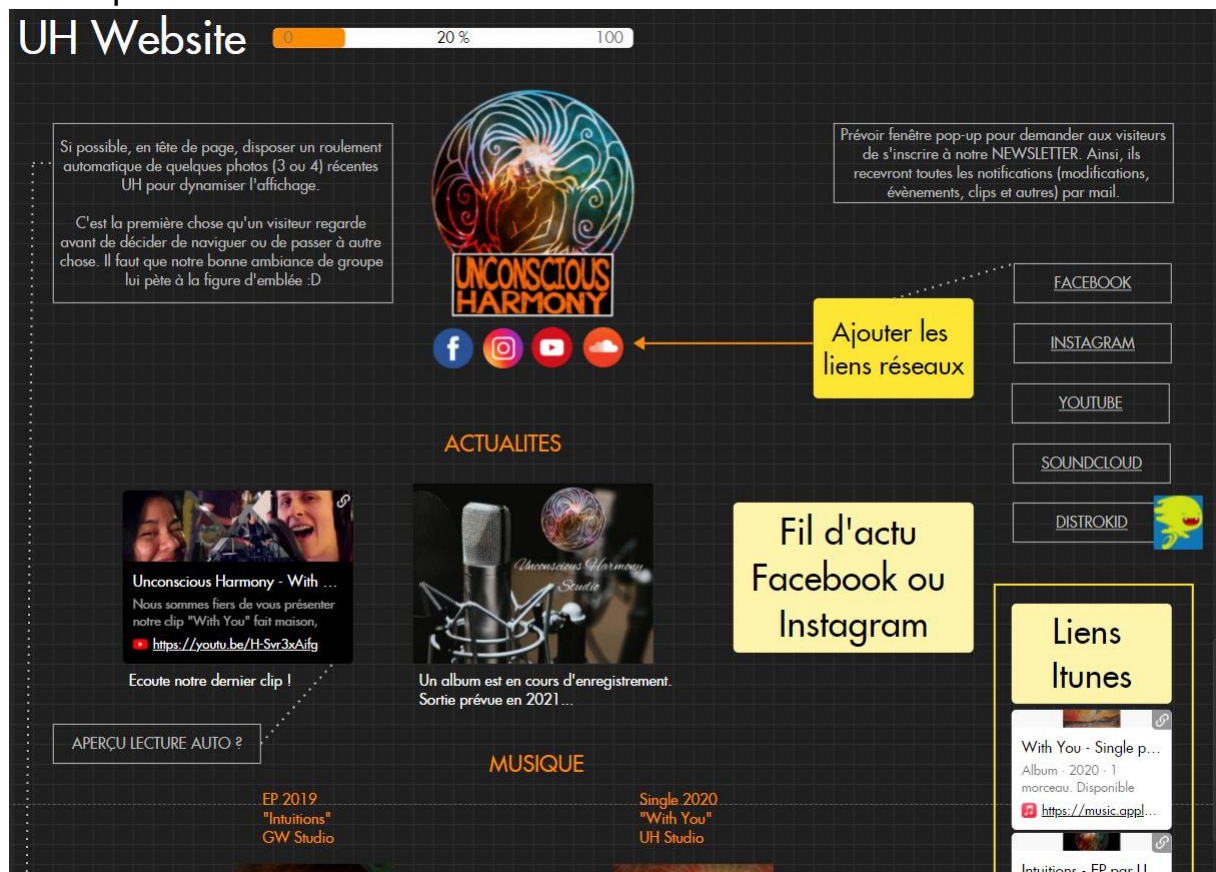 UH Website
0
20 %
100
Si possible, en tête de page, disposer un roulement
automatique de quelques photos (3 ou 4) récentes
UH pour dynamiser l'affichage.
C'est la première chose qu'un visiteur regarde
avant de décider de naviguer ou de passer à autre
chose. Il faut que notre bonne ambiance de groupe
lui pète à la figure d'emblée :D
UNCONSCIOUS
HARMONY
Prévoir fenêtre pop-up pour demander aux visiteurs
de s'inscrire à notre NEWSLETTER. Ainsi, ils
recevront toutes les notifications (modifications,
évènements, clips et autres) par mail.
Ajouter les
liens réseaux
FACEBOOK
INSTAGRAM
YOUTUBE
SOUNDCLOUD
DISTROKID
ACTUALITES
Unconscious Harmony - With ...
Nous sommes fiers de vous présenter
notre clip "With You" fait maison,
https://youtu.be/H-Svr3xAifg
Ecoute notre dernier clip !
Unconscious Harmony
Studio
Un album est en cours d'enregistrement.
Sortie prévue en 2021...
Fil d'actu
Facebook ou
Instagram
Liens
Itunes
With You - Single p...
Album · 2020 · 1
morceau. Disponible
https://music.appl...
Intuitions - EP par U...
APERÇU LECTURE AUTO ?
MUSIQUE
EP 2019
"Intuitions"
GW Studio
Single 2020
"With You"
UH Studio